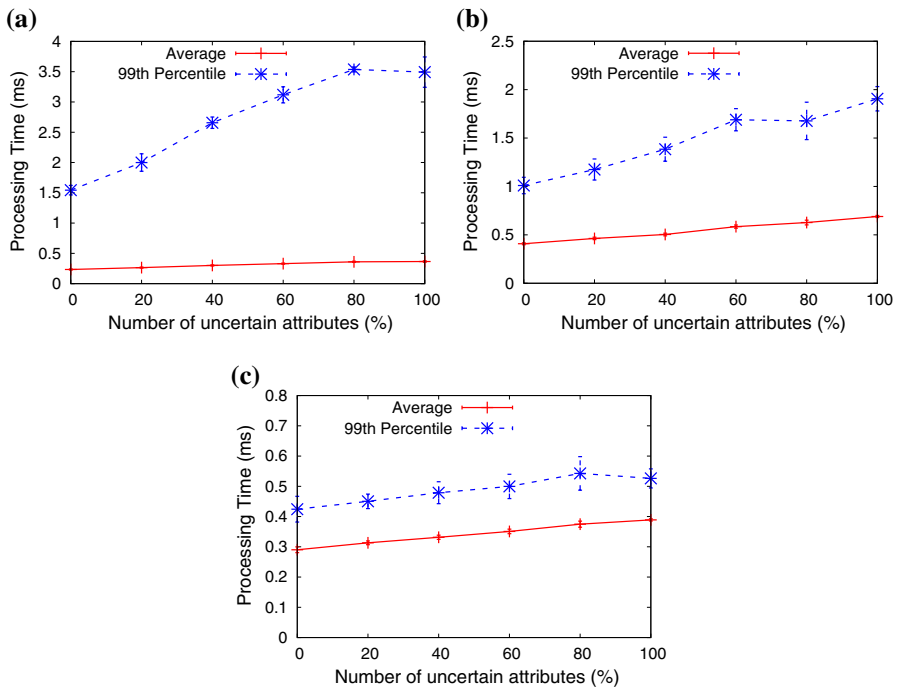 (a)
4
3.5
3
2.5
2
1.5
1
0.5
0
Processing Time (ms)
Average
99th Percentile
0 20 40 60 80 100
Number of uncertain attributes (%)
(b)
2.5
2
1.5
1
0.5
0
Processing Time (ms)
Average
99th Percentile
0 20 40 60 80 100
Number of uncertain attributes (%)
(c)
0.8
0.7
0.6
0.5
0.4
0.3
0.2
0.1
0
Processing Time (ms)
Average
99th Percentile
0 20 40 60 80 100
Number of uncertain attributes (%)